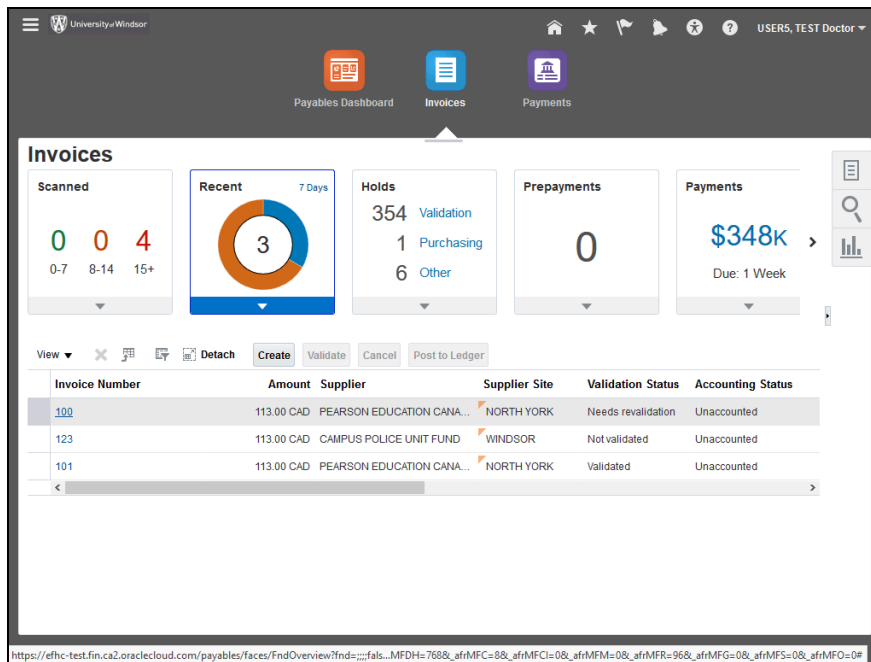 University of Windsor
USER5, TEST Doctor
Payables Dashboard Invoices Payments
Invoices
Scanned
0 0 4
0-7 8-14 15+
Recent 7 Days
3
Holds
354 Validation
1 Purchasing
6 Other
Prepayments
0
Payments
$348K
Due: 1 Week
View Detach Create Validate Cancel Post to Ledger
Invoice Number Amount Supplier Supplier Site Validation Status Accounting Status
100 113.00 CAD PEARSON EDUCATION CANA... NORTH YORK Needs revalidation Unaccounted
123 113.00 CAD CAMPUS POLICE UNIT FUND WINDSOR Not validated Unaccounted
101 113.00 CAD PEARSON EDUCATION CANA... NORTH YORK Validated Unaccounted
https://efhc-test.fin.ca2.oraclecloud.com/payables/faces/FndOverview?fnd=;;;;fals...MFDH=768&_afrMFC=8&_afrMFCI=0&_afrMFM=0&_afrMFR=96&_afrMFG=0&_afrMFS=0&_afrMFO=0#